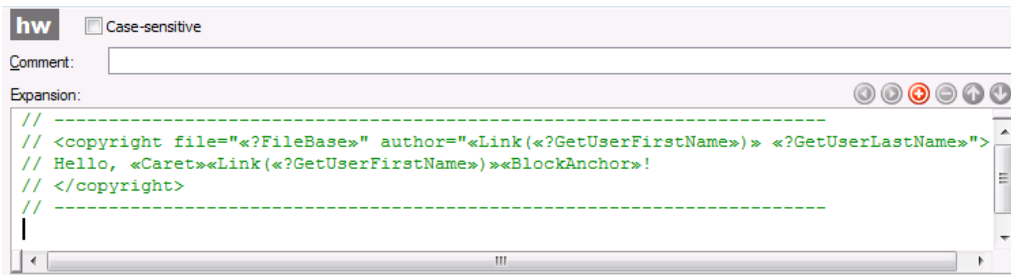 hw Case-sensitive
Comment:
Expansion:
// -----------------------------------------------------------------------
// <copyright file="«?FileBase»" author="«Link(«?GetUserFirstName»)» «?GetUserLastName»">
// Hello, «Caret»«Link(«?GetUserFirstName»)»«BlockAnchor»!
// </copyright>
// -----------------------------------------------------------------------